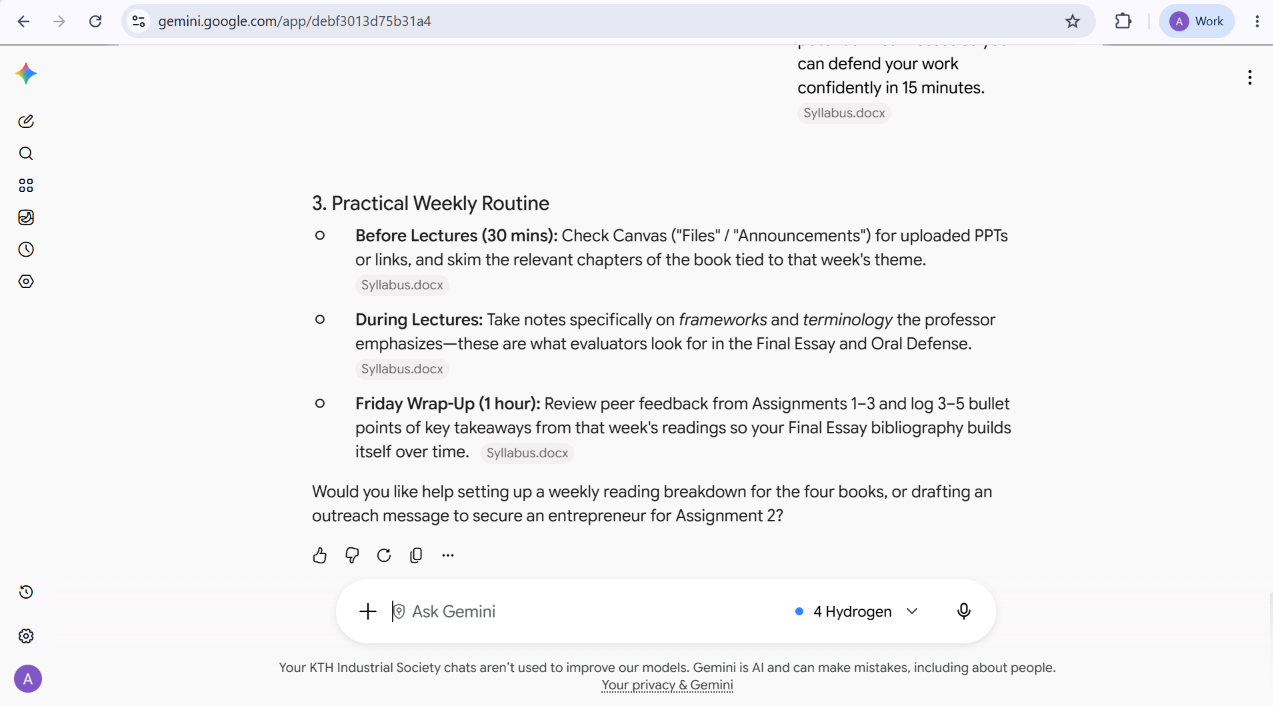 gemini.google.com/app/debf3013d75b31a4
A
Work
can defend your work
confidently in 15 minutes.
Syllabus.docx
3. Practical Weekly Routine
Before Lectures (30 mins): Check Canvas ("Files" / "Announcements") for uploaded PPTs
or links, and skim the relevant chapters of the book tied to that week's theme.
Syllabus.docx
During Lectures: Take notes specifically on frameworks and terminology the professor
emphasizes—these are what evaluators look for in the Final Essay and Oral Defense.
Syllabus.docx
Friday Wrap-Up (1 hour): Review peer feedback from Assignments 1–3 and log 3–5 bullet
points of key takeaways from that week's readings so your Final Essay bibliography builds
itself over time. Syllabus.docx
Would you like help setting up a weekly reading breakdown for the four books, or drafting an
outreach message to secure an entrepreneur for Assignment 2?
Ask Gemini
4 Hydrogen
Your KTH Industrial Society chats aren't used to improve our models. Gemini is AI and can make mistakes, including about people.
Your privacy & Gemini
A